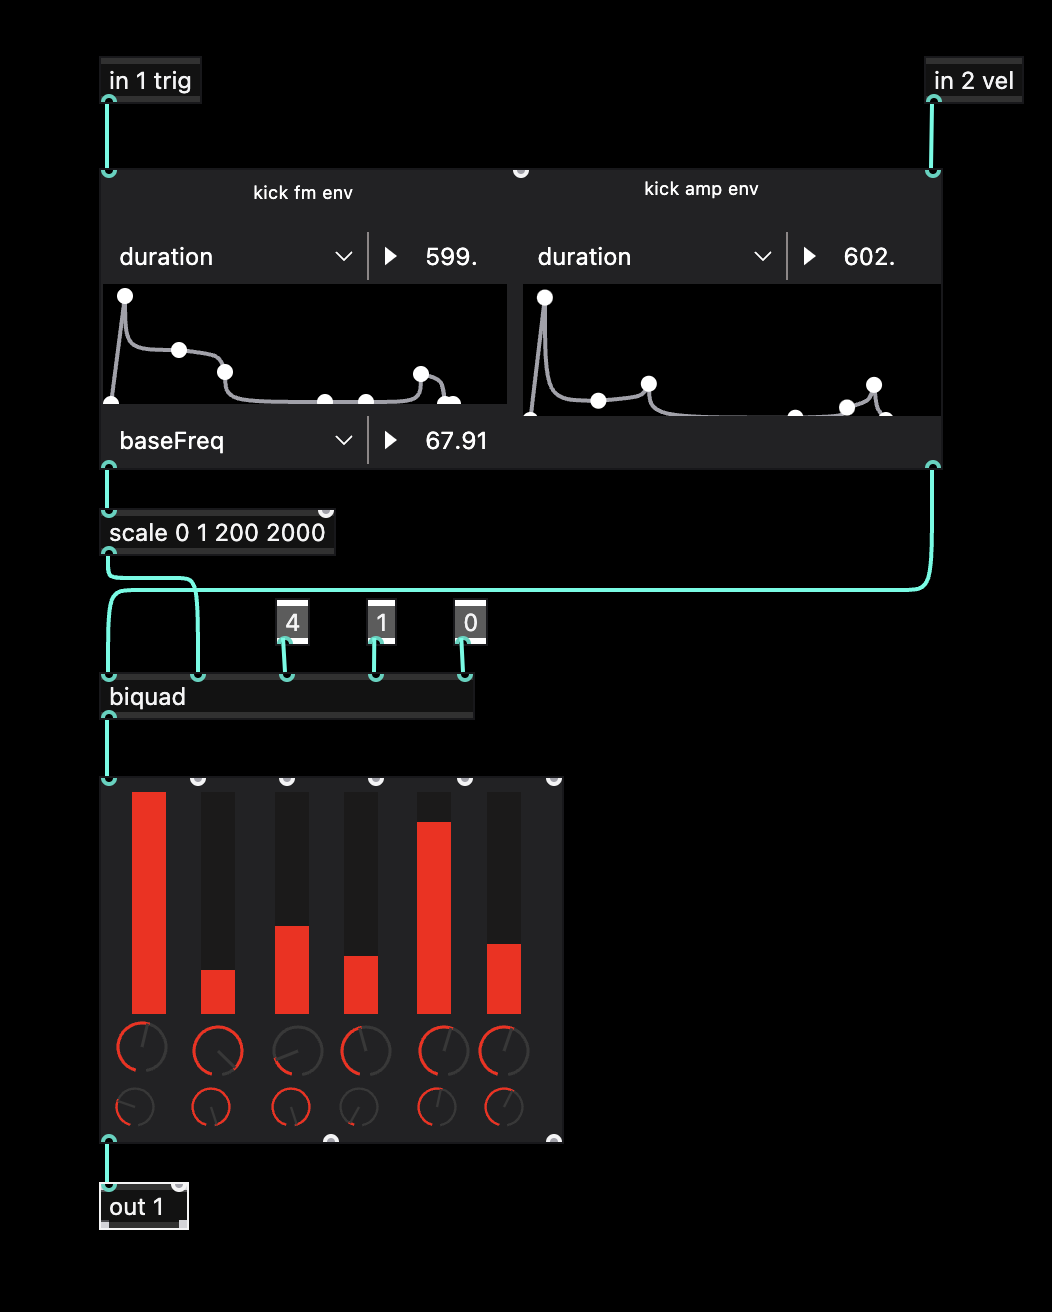 in 1 trig
in 2 vel
kick fm env
kick amp env
duration
599.
duration
602.
baseFreq
67.91
scale 0 1 200 2000
4
1
0
biquad
out 1